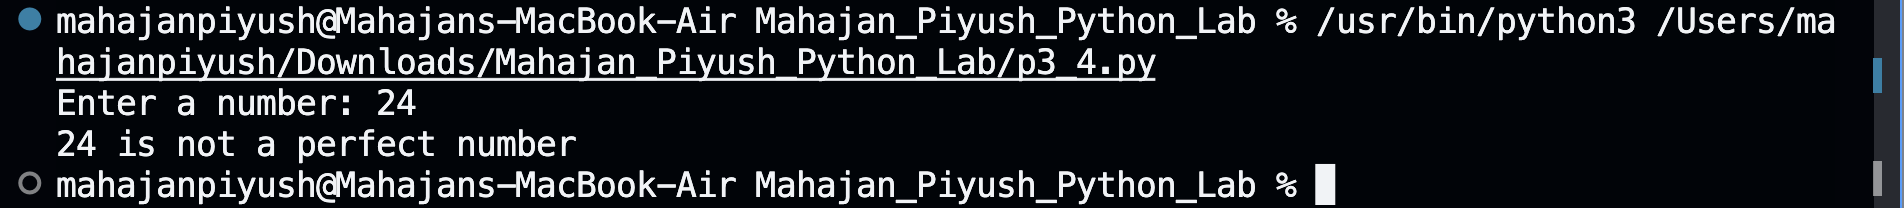 mahajanpiyush@Mahajans-MacBook-Air Mahajan_Piyush_Python_Lab % /usr/bin/python3 /Users/ma
hajanpiyush/Downloads/Mahajan_Piyush_Python_Lab/p3_4.py
Enter a number: 24
24 is not a perfect number
mahajanpiyush@Mahajans-MacBook-Air Mahajan_Piyush_Python_Lab %